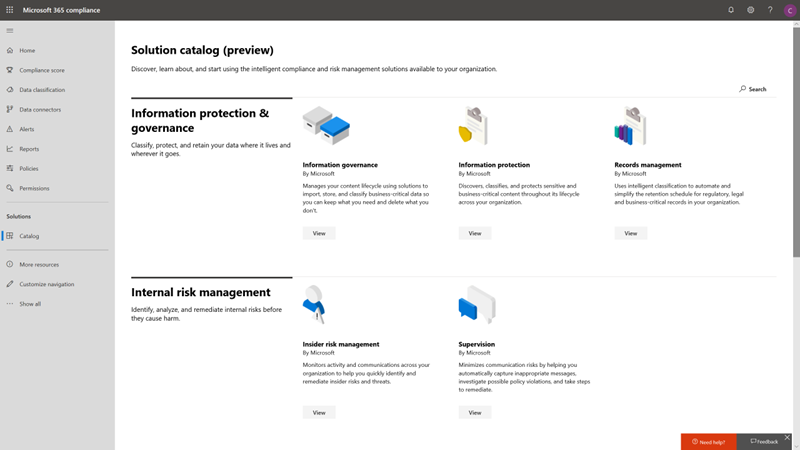 Microsoft 365 compliance
?
C
Home
Compliance score
Data classification
Data connectors
Alerts
Reports
Policies
Permissions
Solutions
Catalog
More resources
Customize navigation
Show all
Solution catalog (preview)
Discover, learn about, and start using the intelligent compliance and risk management solutions available to your organization.
Search
Information protection &
governance
Classify, protect, and retain your data where it lives and
wherever it goes.
Information governance
By Microsoft
Manages your content lifecycle using solutions to
import, store, and classify business-critical data so
you can keep what you need and delete what you
don't.
View
Information protection
By Microsoft
Discovers, classifies, and protects sensitive and
business-critical content throughout its lifecycle
across your organization.
View
Records management
By Microsoft
Uses intelligent classification to automate and
simplify the retention schedule for regulatory, legal
and business-critical records in your organization.
View
Internal risk management
Identify, analyze, and remediate internal risks before
they cause harm.
Insider risk management
By Microsoft
Monitors activity and communications across your
organization to help you quickly identify and
remediate insider risks and threats.
View
Supervision
By Microsoft
Minimizes communication risks by helping you
automatically capture inappropriate messages,
investigate possible policy violations, and take steps
to remediate.
View
Need help?
Feedback